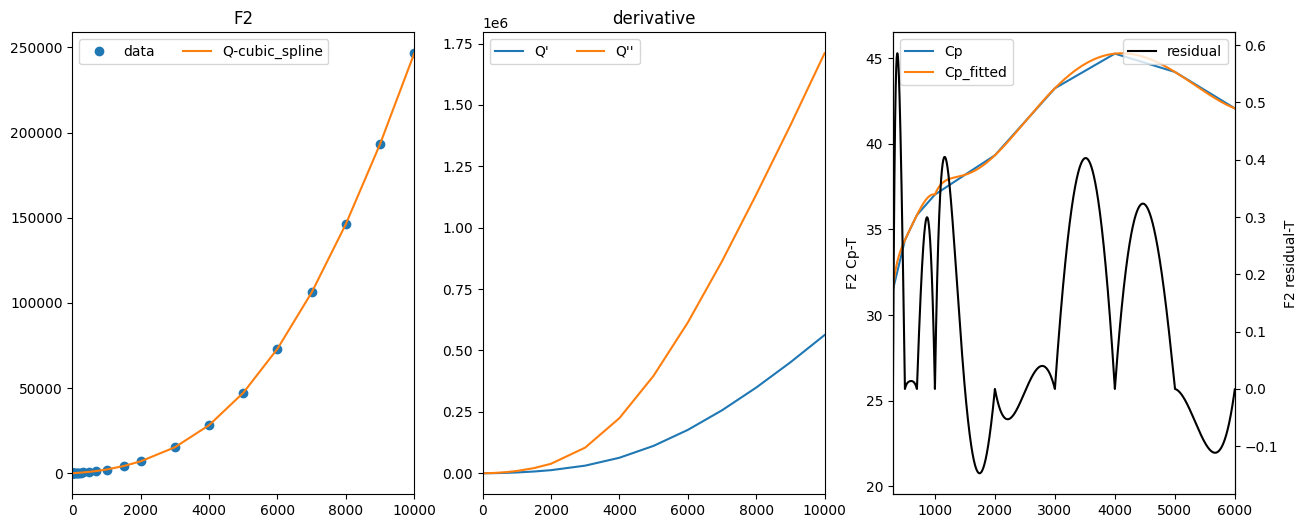 F2
data
Q-cubic_spline
250000
200000
150000
100000
50000
0
0 2000 4000 6000 8000 10000
derivative
1e6
Q'
Q''
1.75
1.50
1.25
1.00
0.75
0.50
0.25
0.00
0 2000 4000 6000 8000 10000
Cp
Cp_fitted
residual
F2 Cp-T
45
40
35
30
25
20
1000 2000 3000 4000 5000 6000
0.6
0.5
0.4
0.3
0.2
0.1
0.0
−0.1
F2 residual-T